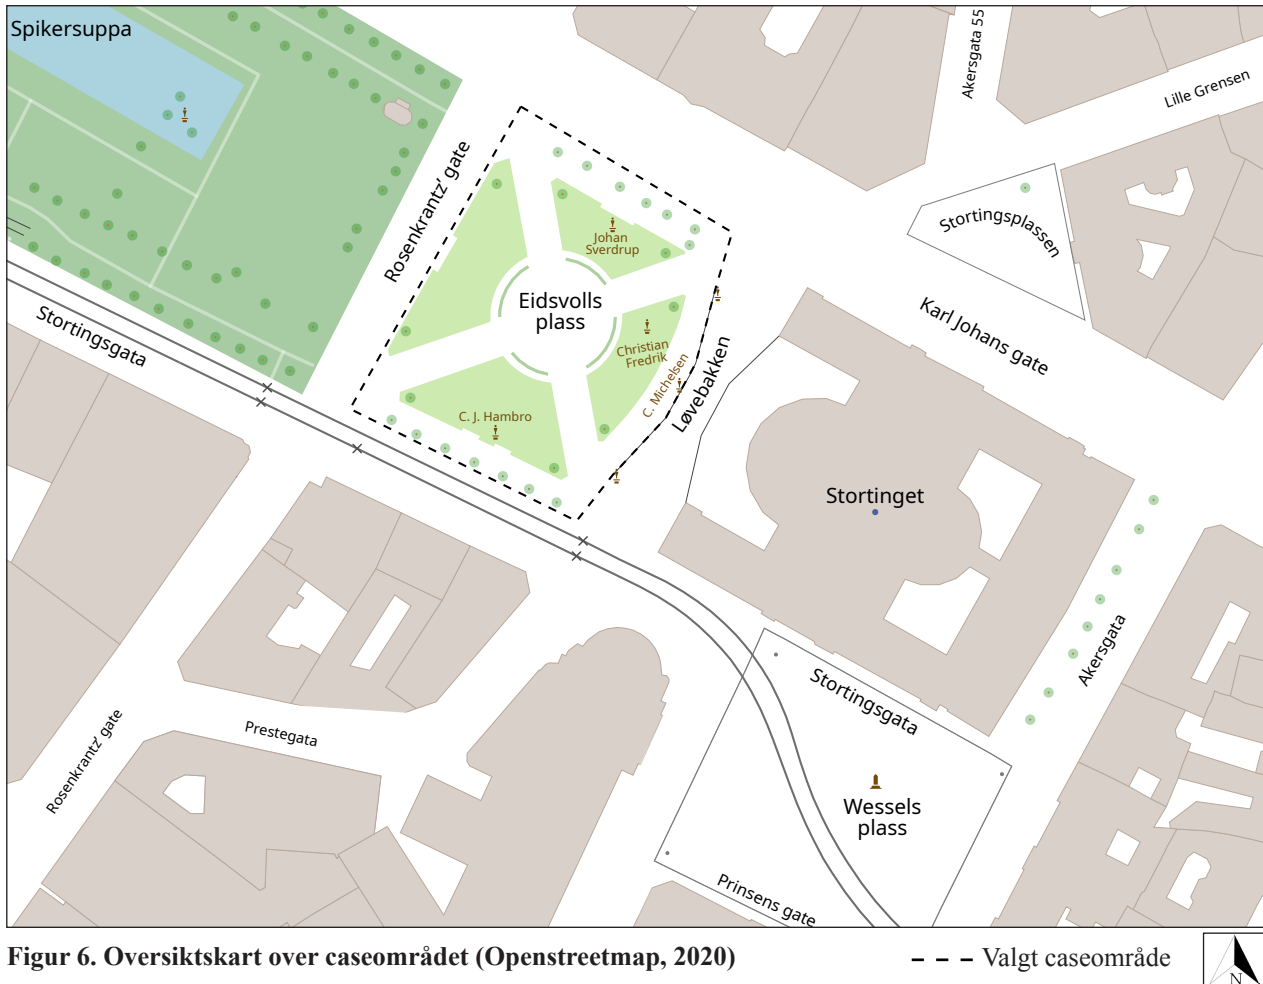 Spikersuppa
Akersgata 55
Lille Grensen
Rosenkrantz' gate
Stortingsplassen
Johan
Sverdrup
Eidsvolls
plass
Karl Johans gate
Stortingsgata
Christian
Fredrik
C. Michelsen
Løvebakken
C. J. Hambro
Stortinget
Akersgata
Stortingsgata
Rosenkrantz' gate
Prestegata
Wessels
plass
Prinsens gate
Figur 6. Oversiktskart over caseområdet (Openstreetmap, 2020)
Valgt caseområde
N